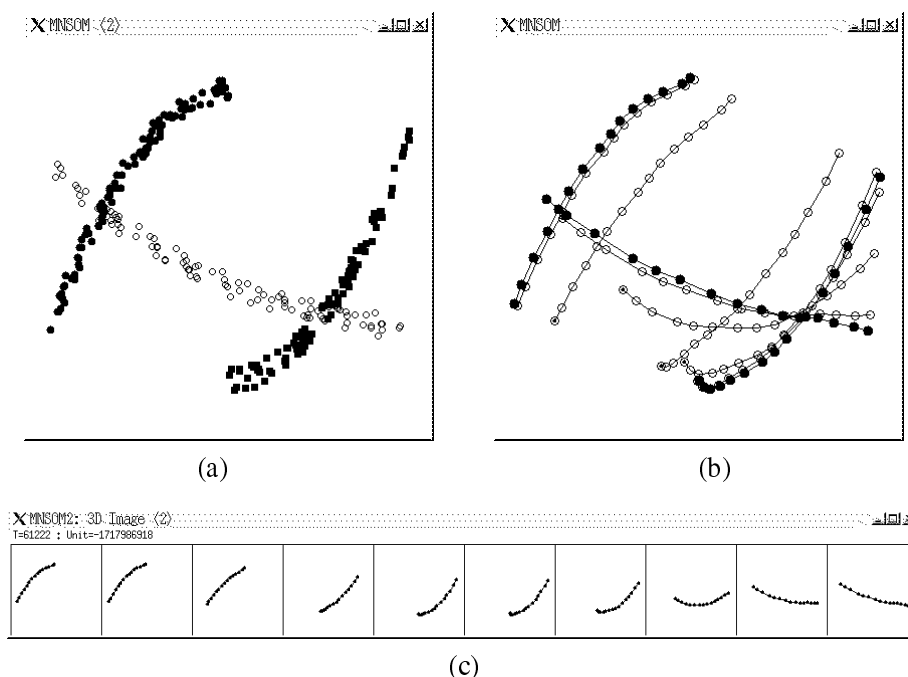 X MNSOM ⟨2⟩
X MNSOM
(a)
(b)
X MNSOM2: 3D Image ⟨2⟩
T=61222 : Unit=-1717986918
(c)